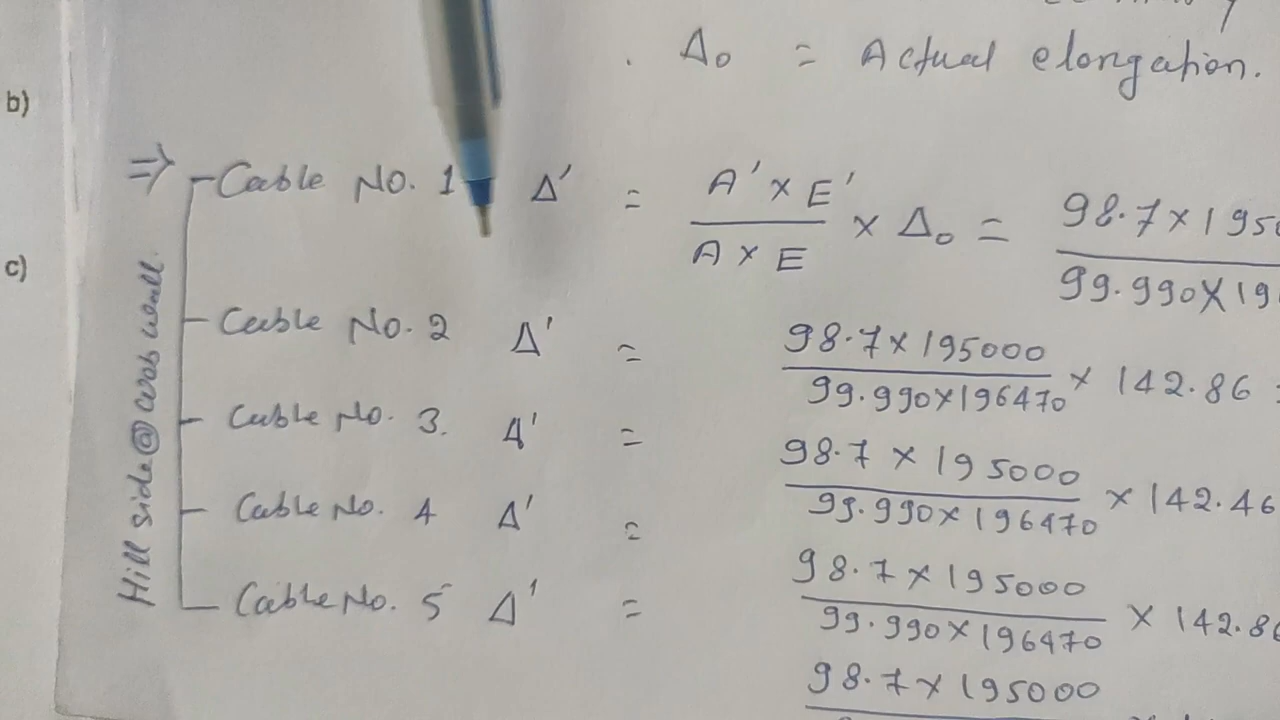 . Δo = Actual elongation.
b)
⇒ Cable No. 1 Δ' = A' × E' / A × E × Δo = 98.7 × 195 / 99.990 × 19
c)
Cable No. 2 Δ' = 98.7 × 195000 / 99.990 × 196470 × 142.86
Cable No. 3. Δ' = 98.7 × 195000 / 99.990 × 196470 × 142.46
Cable No. 4 Δ' = 98.7 × 195000 / 99.990 × 196470 × 142.86
Cable No. 5 Δ' = 98.7 × 195000
Hill side @ web wall.